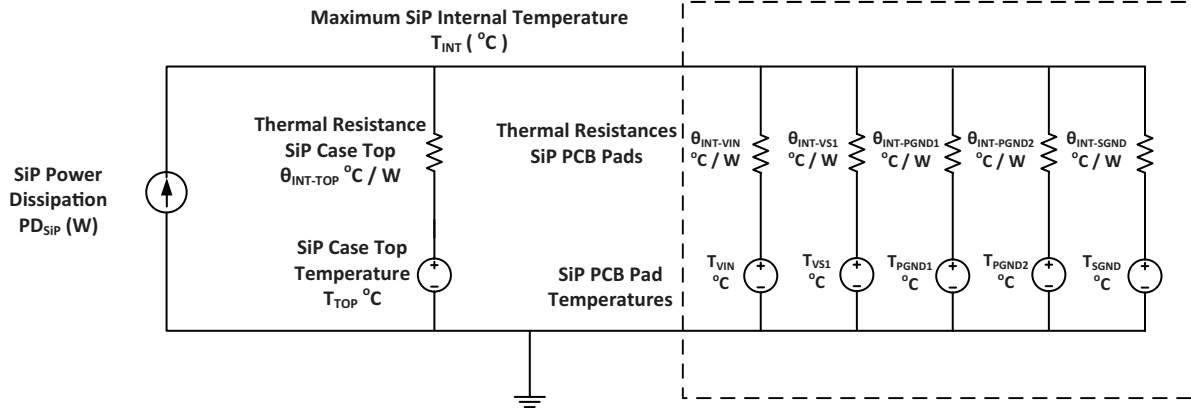 Maximum SiP Internal Temperature
T_INT ( °C )
Thermal Resistance
SiP Case Top
θ_INT-TOP °C / W
Thermal Resistances
SiP PCB Pads
θ_INT-VIN
°C / W
θ_INT-VS1
°C / W
θ_INT-PGND1
°C / W
θ_INT-PGND2
°C / W
θ_INT-SGND
°C / W
SiP Power
Dissipation
PD_SiP (W)
SiP Case Top
Temperature
T_TOP °C
SiP PCB Pad
Temperatures
T_VIN
°C
T_VS1
°C
T_PGND1
°C
T_PGND2
°C
T_SGND
°C